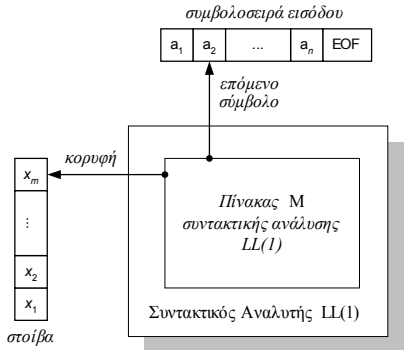 συμβολοσειρά εισόδου
a1 a2 ... an EOF
επόμενο
σύμβολο
κορυφή
xm
⋮
x2
x1
στοίβα
Πίνακας M
συντακτικής ανάλυσης
LL(1)
Συντακτικός Αναλυτής LL(1)